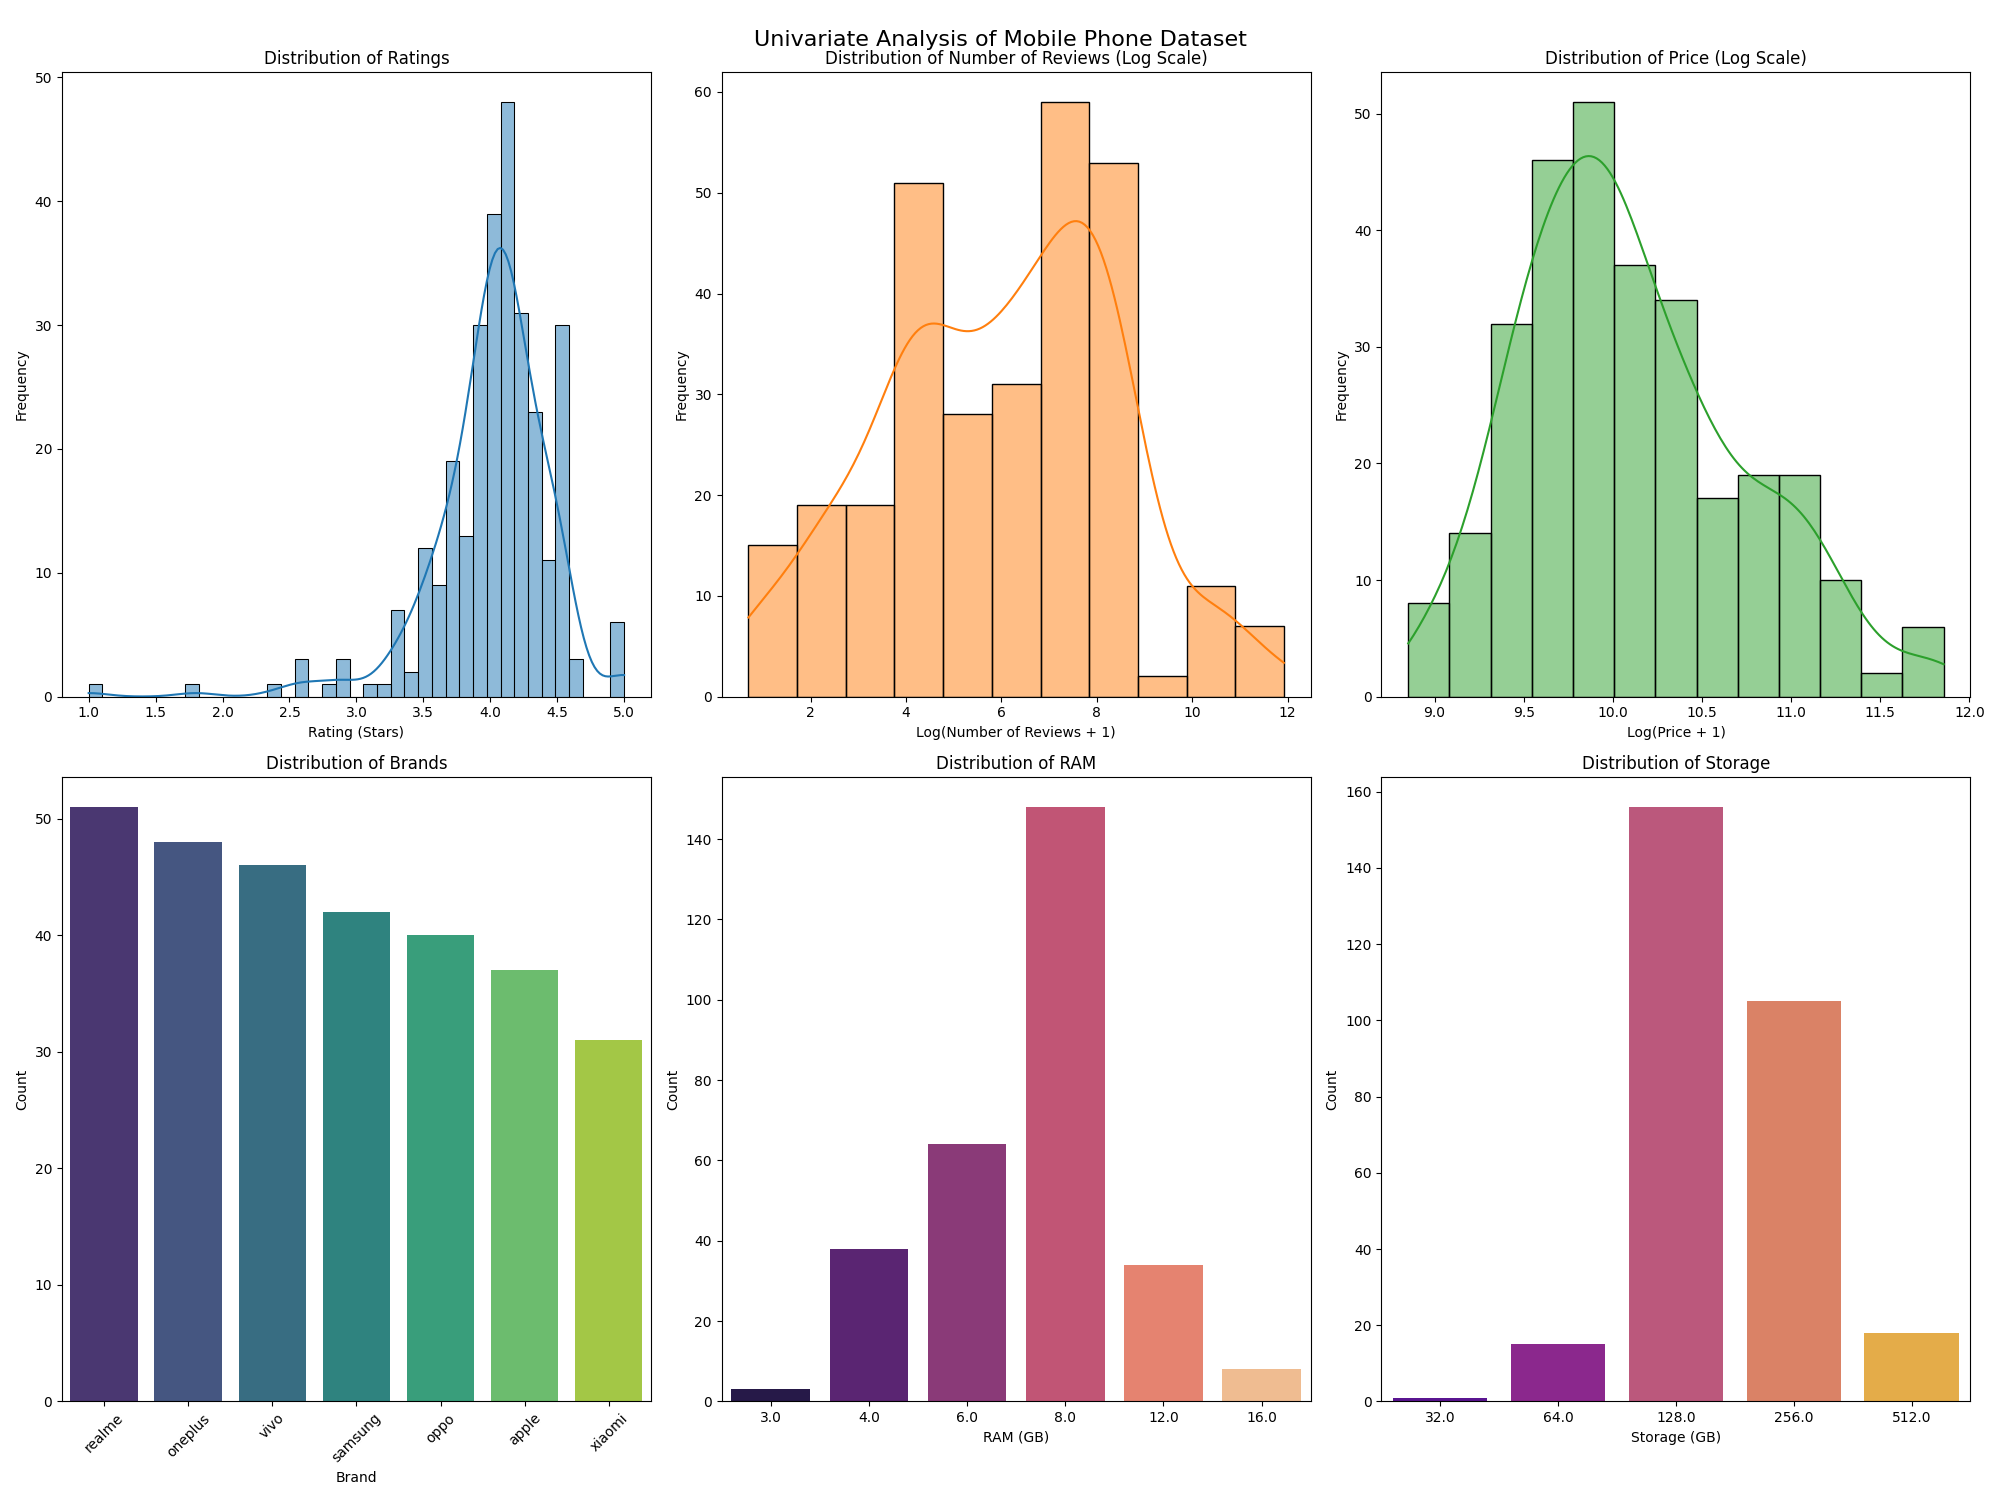 Univariate Analysis of Mobile Phone Dataset
Distribution of Ratings
50
40
30
20
10
0
Frequency
1.0 1.5 2.0 2.5 3.0 3.5 4.0 4.5 5.0
Rating (Stars)
Distribution of Number of Reviews (Log Scale)
60
50
40
30
20
10
0
Frequency
2 4 6 8 10 12
Log(Number of Reviews + 1)
Distribution of Price (Log Scale)
50
40
30
20
10
0
Frequency
9.0 9.5 10.0 10.5 11.0 11.5 12.0
Log(Price + 1)
Distribution of Brands
50
40
30
20
10
0
Count
realme oneplus vivo samsung oppo apple xiaomi
Brand
Distribution of RAM
140
120
100
80
60
40
20
0
Count
3.0 4.0 6.0 8.0 12.0 16.0
RAM (GB)
Distribution of Storage
160
140
120
100
80
60
40
20
0
Count
32.0 64.0 128.0 256.0 512.0
Storage (GB)